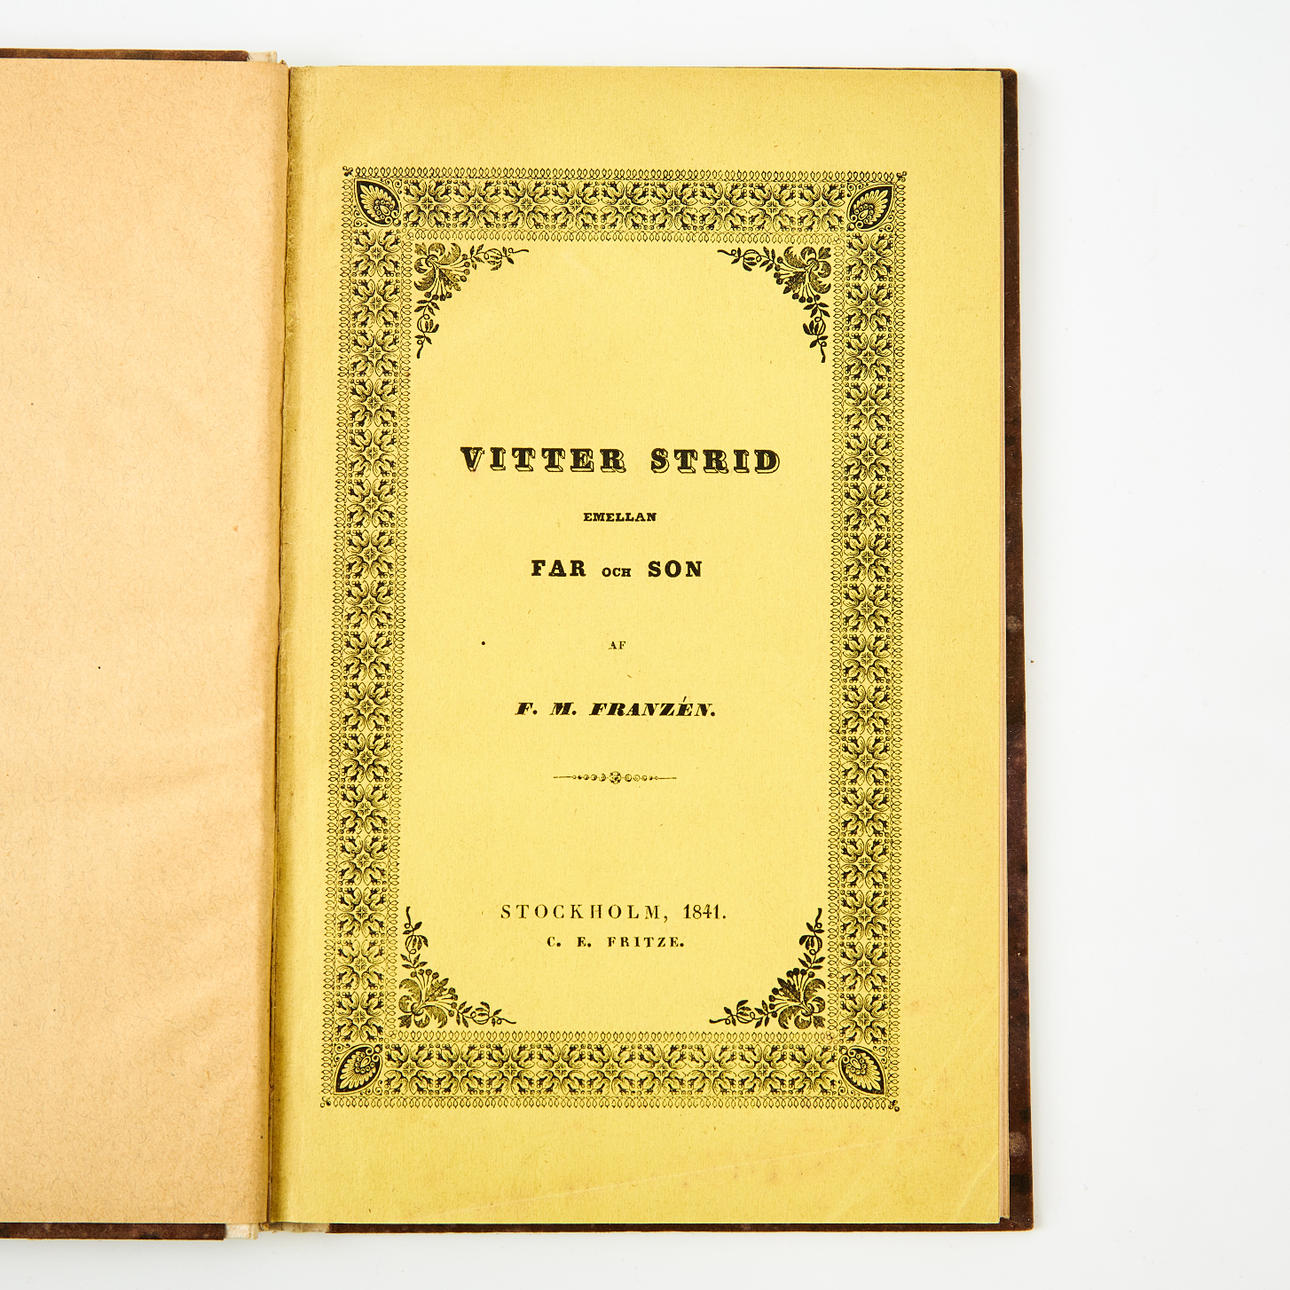 VITTER STRID
EMELLAN
FAR OCH SON
AF
F. M. FRANZÉN.
STOCKHOLM, 1841.
C. E. FRITZE.